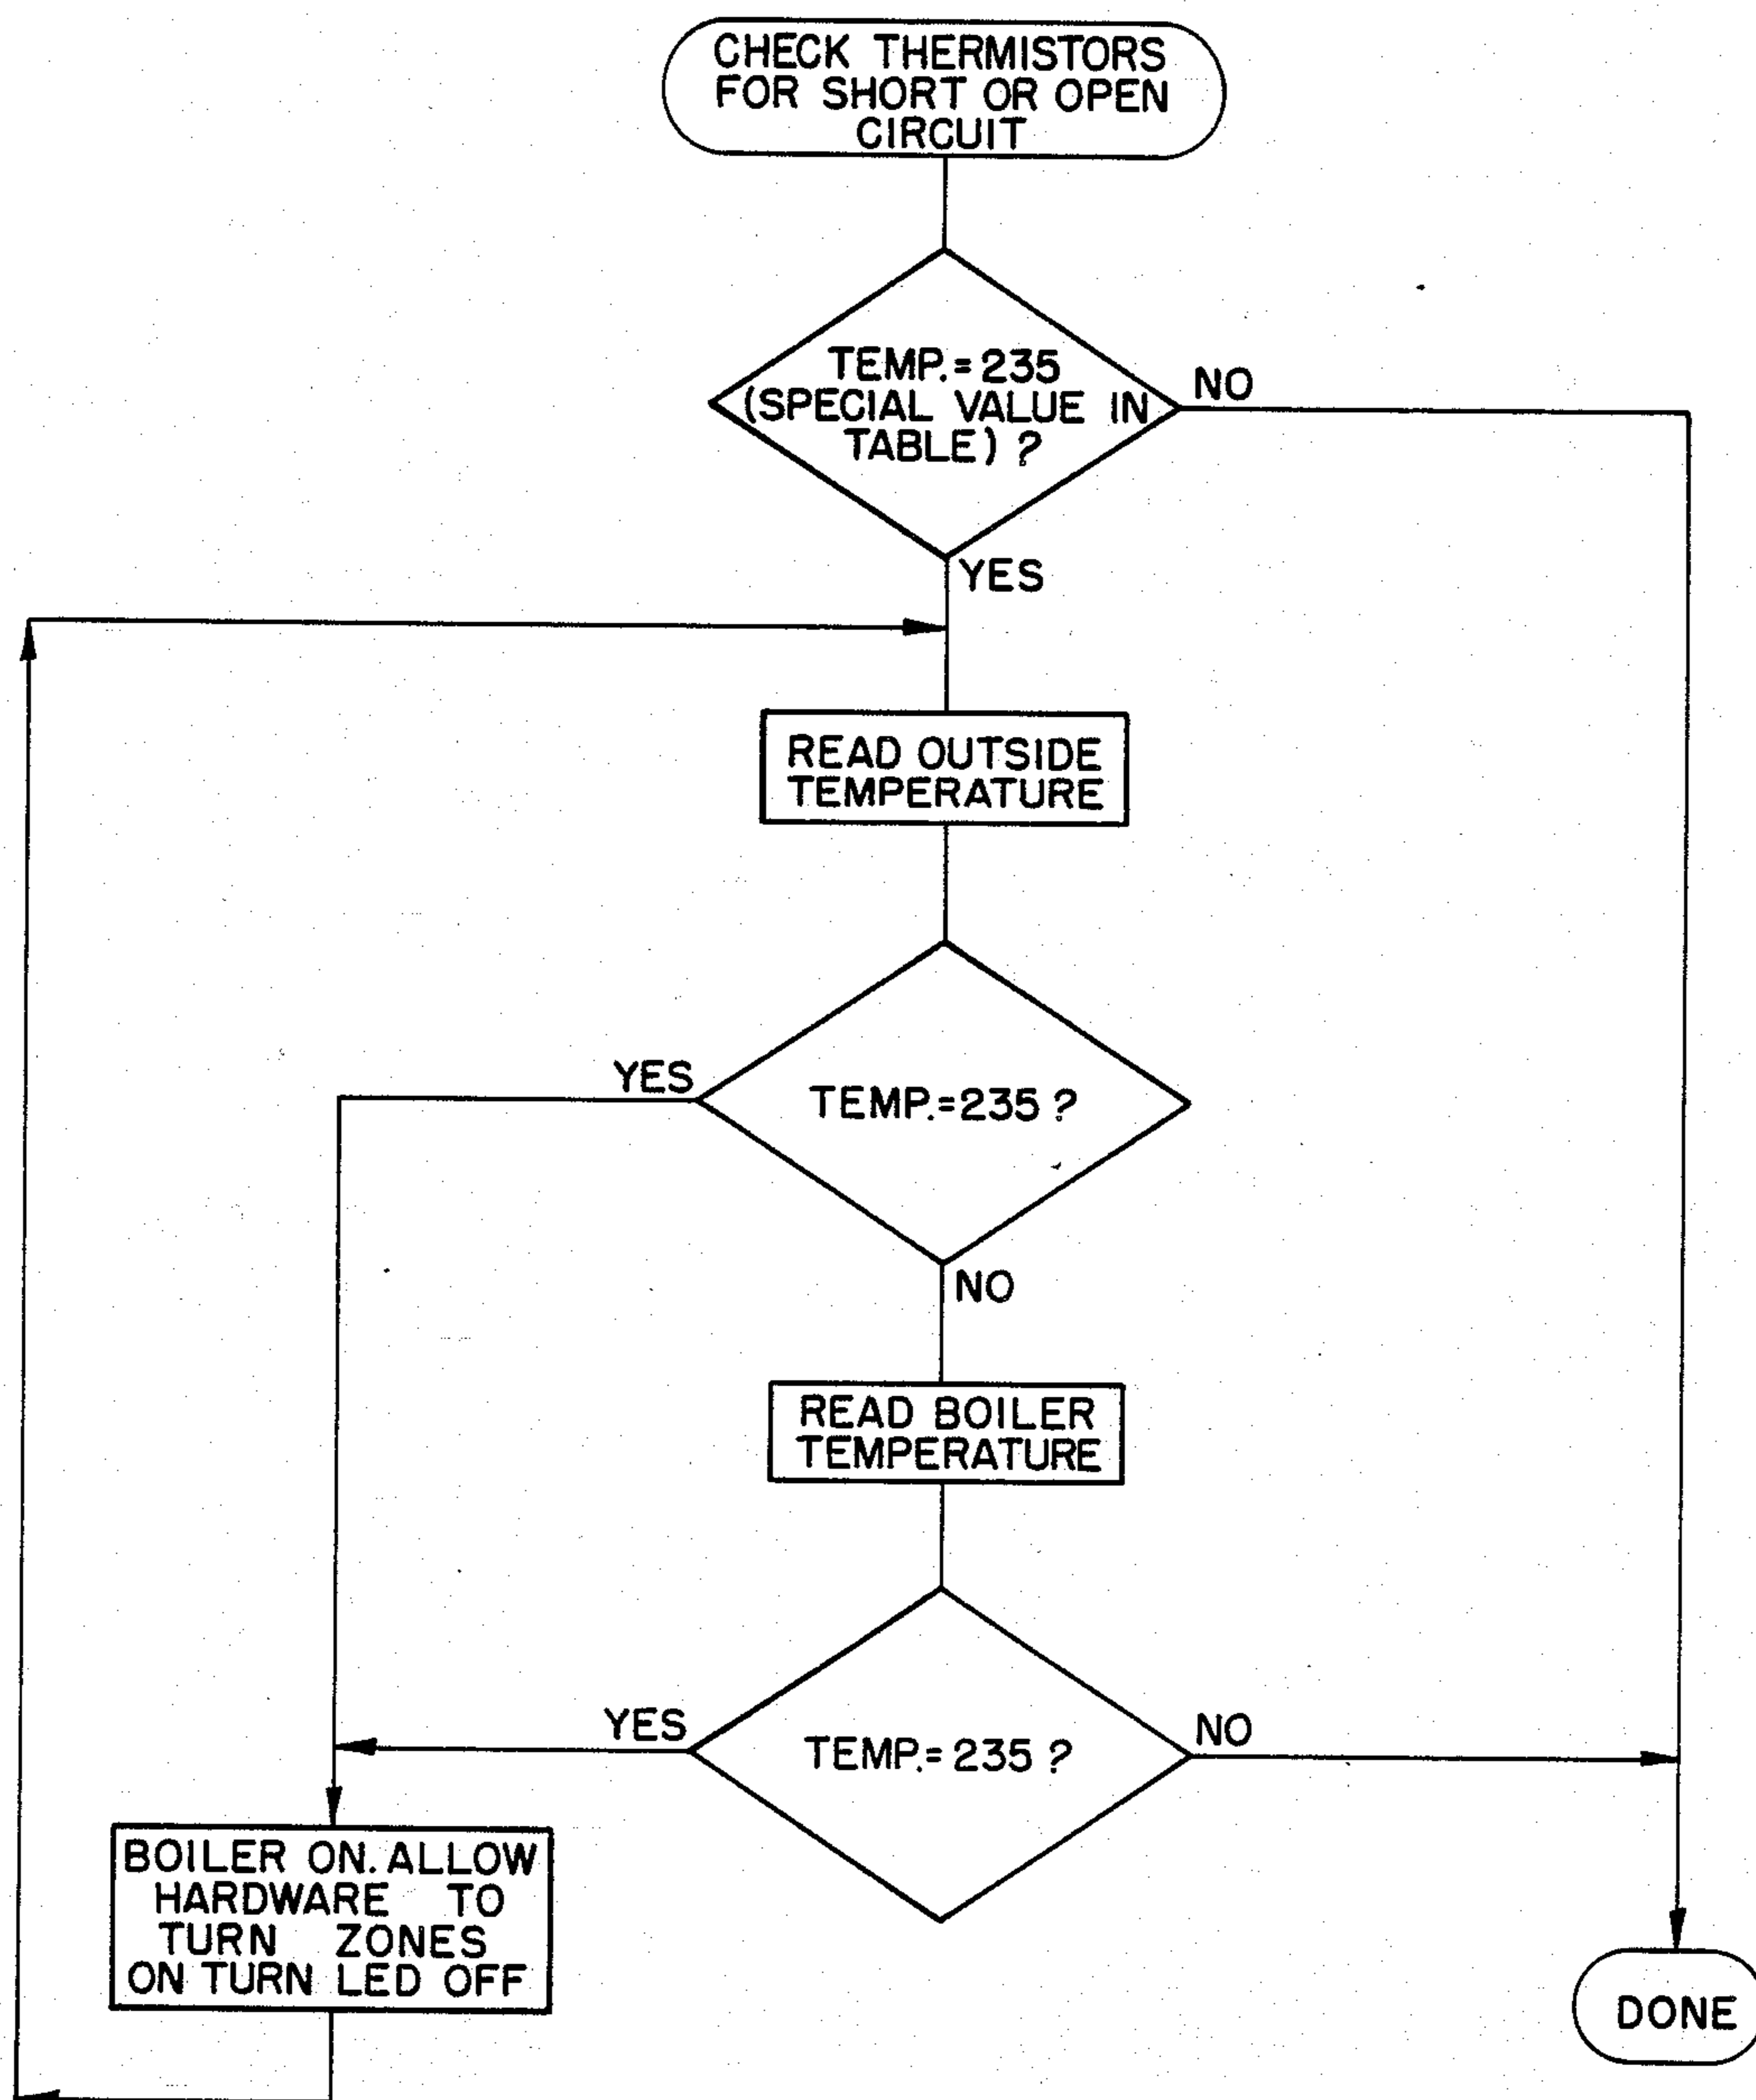 CHECK THERMISTORS
FOR SHORT OR OPEN
CIRCUIT
TEMP.=235
(SPECIAL VALUE IN
TABLE) ?
NO
YES
READ OUTSIDE
TEMPERATURE
YES
TEMP.=235 ?
NO
READ BOILER
TEMPERATURE
YES
TEMP.=235 ?
NO
BOILER ON. ALLOW
HARDWARE TO
TURN ZONES
ON TURN LED OFF
DONE